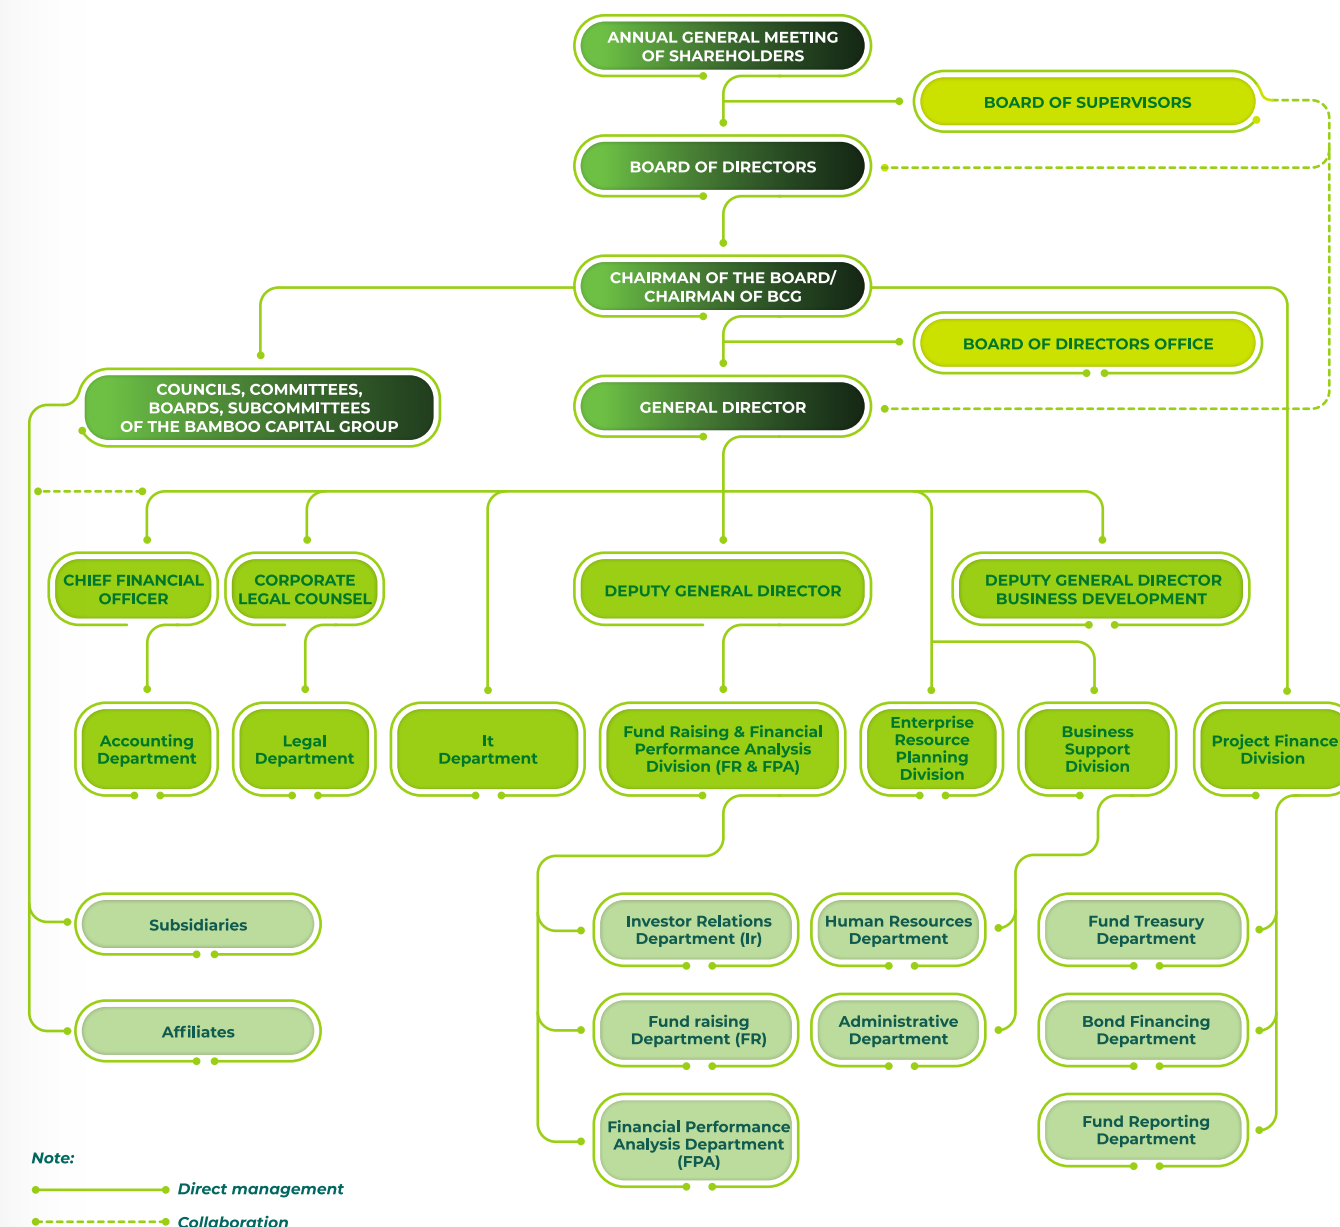 ANNUAL GENERAL MEETING
OF SHAREHOLDERS
BOARD OF SUPERVISORS
BOARD OF DIRECTORS
CHAIRMAN OF THE BOARD/
CHAIRMAN OF BCG
BOARD OF DIRECTORS OFFICE
COUNCILS, COMMITTEES,
BOARDS, SUBCOMMITTEES
OF THE BAMBOO CAPITAL GROUP
GENERAL DIRECTOR
CHIEF FINANCIAL
OFFICER
CORPORATE
LEGAL COUNSEL
DEPUTY GENERAL DIRECTOR
DEPUTY GENERAL DIRECTOR
BUSINESS DEVELOPMENT
Accounting
Department
Legal
Department
It
Department
Fund Raising & Financial
Performance Analysis
Division (FR & FPA)
Enterprise
Resource
Planning
Division
Business
Support
Division
Project Finance
Division
Subsidiaries
Investor Relations
Department (Ir)
Human Resources
Department
Fund Treasury
Department
Affiliates
Fund raising
Department (FR)
Administrative
Department
Bond Financing
Department
Financial Performance
Analysis Department
(FPA)
Fund Reporting
Department
Note:
Direct management
Collaboration